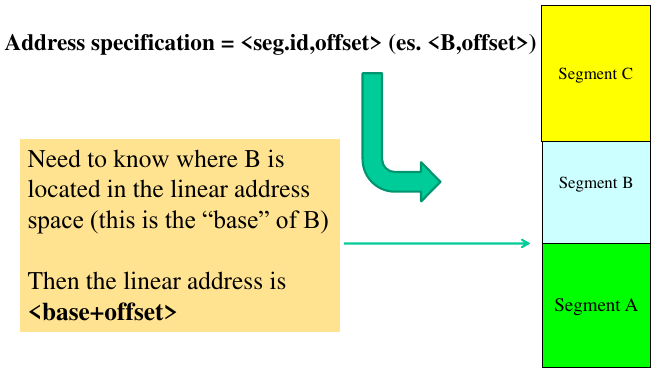 Address specification = <seg.id,offset> (es. <B,offset>)
Segment C
Need to know where B is
located in the linear address
space (this is the “base” of B)
Then the linear address is
<base+offset>
Segment B
Segment A